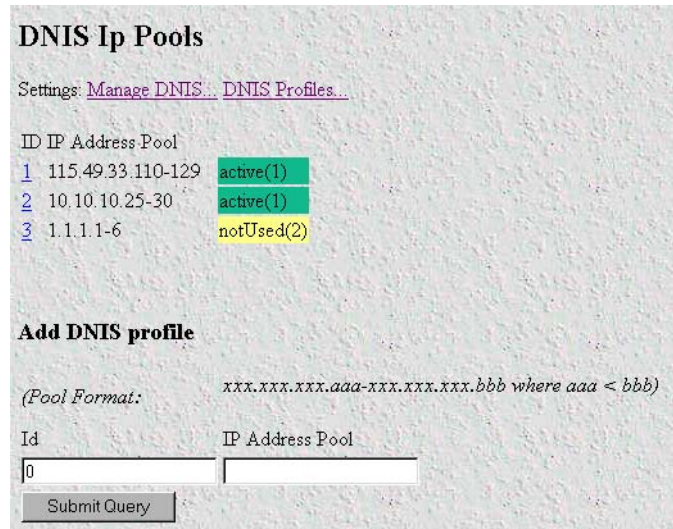 DNIS Ip Pools
Settings: Manage DNIS... DNIS Profiles...
ID IP Address Pool
1 115.49.33.110-129 active(1)
2 10.10.10.25-30 active(1)
3 1.1.1.1-6 notUsed(2)
Add DNIS profile
(Pool Format: xxx.xxx.xxx.aaa-xxx.xxx.xxx.bbb where aaa < bbb)
Id IP Address Pool
0
Submit Query